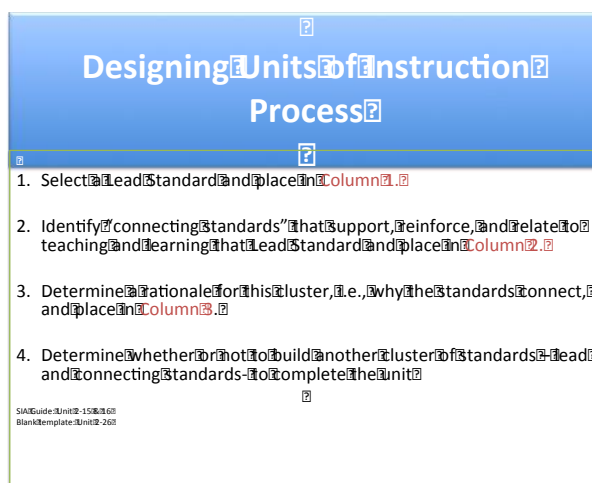 Designing Units of Instruction
Process
1. Select a Lead Standard and place in Column 1.
2. Identify "connecting standards" that support, reinforce, and relate to
teaching and learning that Lead Standard and place in Column 2.
3. Determine a rationale for this cluster, i.e., why the standards connect,
and place in Column 3.
4. Determine whether or not to build another cluster of standards – lead
and connecting standards- to complete the unit
SIA Guide: Unit 2-15 & 16
Blank template: Unit 2-26